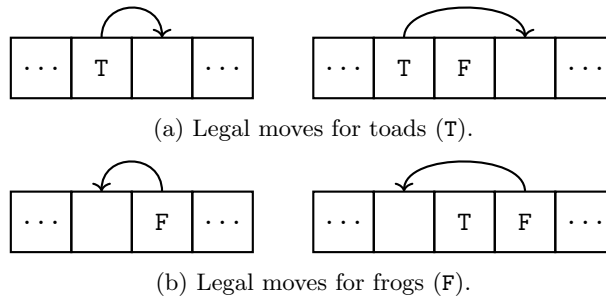 ··· T ··· ··· T F ···
(a) Legal moves for toads (T).
··· F ··· ··· T F ···
(b) Legal moves for frogs (F).